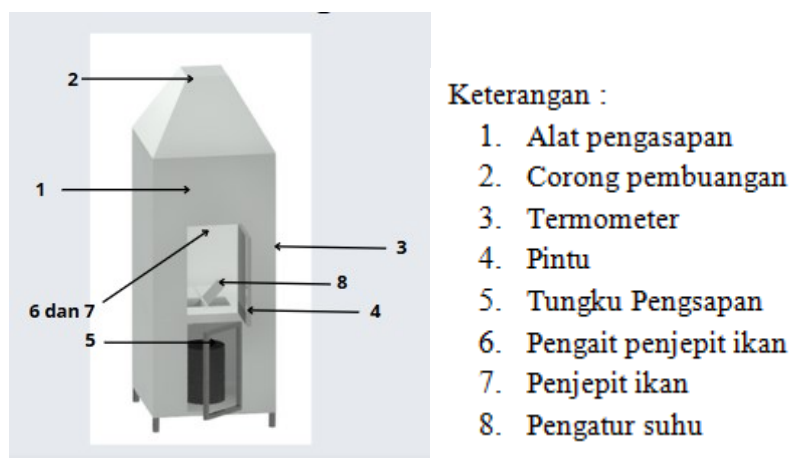 2
1
3
8
6 dan 7
4
5
Keterangan :
1. Alat pengasapan
2. Corong pembuangan
3. Termometer
4. Pintu
5. Tungku Pengsapan
6. Pengait penjepit ikan
7. Penjepit ikan
8. Pengatur suhu